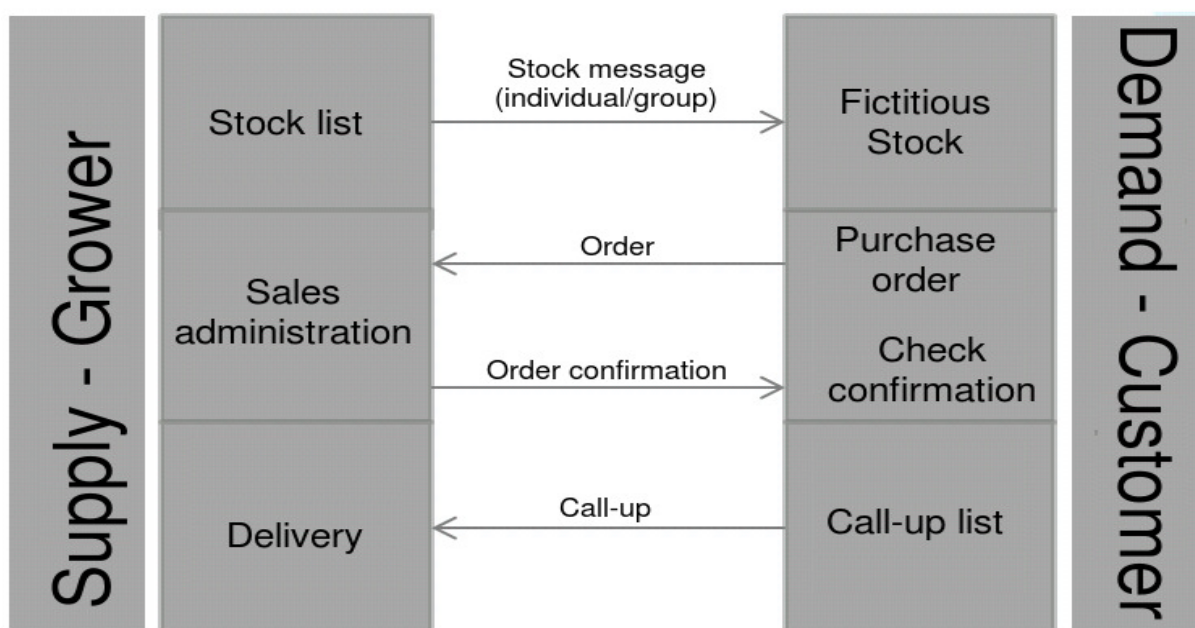 Supply - Grower
Stock list
Stock message
(individual/group)
Fictitious
Stock
Demand - Customer
Sales
administration
Order
Purchase
order
Order confirmation
Check
confirmation
Delivery
Call-up
Call-up list